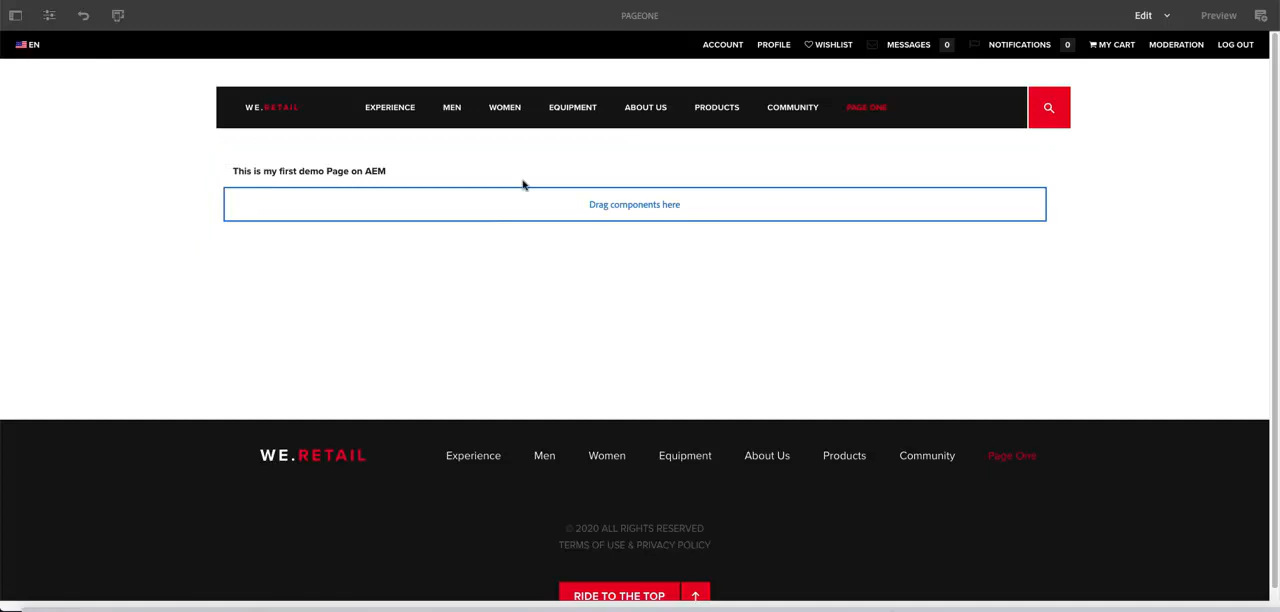 PAGEONE
Edit
Preview
EN
ACCOUNT PROFILE WISHLIST MESSAGES 0 NOTIFICATIONS 0 MY CART MODERATION LOG OUT
WE.RETAIL EXPERIENCE MEN WOMEN EQUIPMENT ABOUT US PRODUCTS COMMUNITY PAGE ONE
This is my first demo Page on AEM
Drag components here
WE.RETAIL Experience Men Women Equipment About Us Products Community Page One
© 2020 ALL RIGHTS RESERVED
TERMS OF USE & PRIVACY POLICY
RIDE TO THE TOP